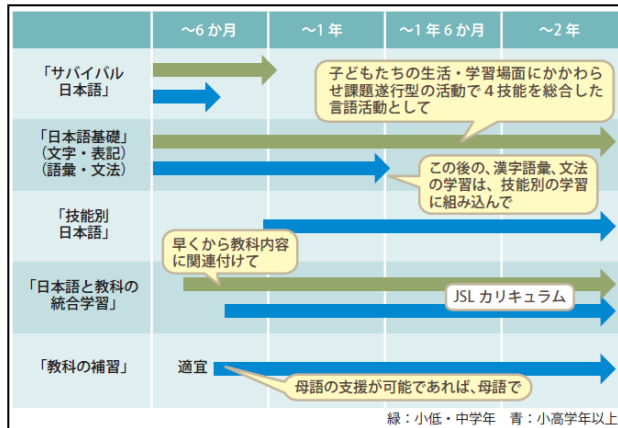 ～6か月
～1年
～1年6か月
～2年
「サバイバル
日本語」
子どもたちの生活・学習場面にかかわら
せ課題遂行型の活動で4技能を総合した
言語活動として
「日本語基礎」
（文字・表記）
（語彙・文法）
この後の、漢字語彙、文法
の学習は、技能別の学習
に組み込んで
「技能別
日本語」
早くから教科内容
に関連付けて
「日本語と教科の
統合学習」
JSLカリキュラム
「教科の補習」
適宜
母語の支援が可能であれば、母語で
緑：小低・中学年 青：小高学年以上